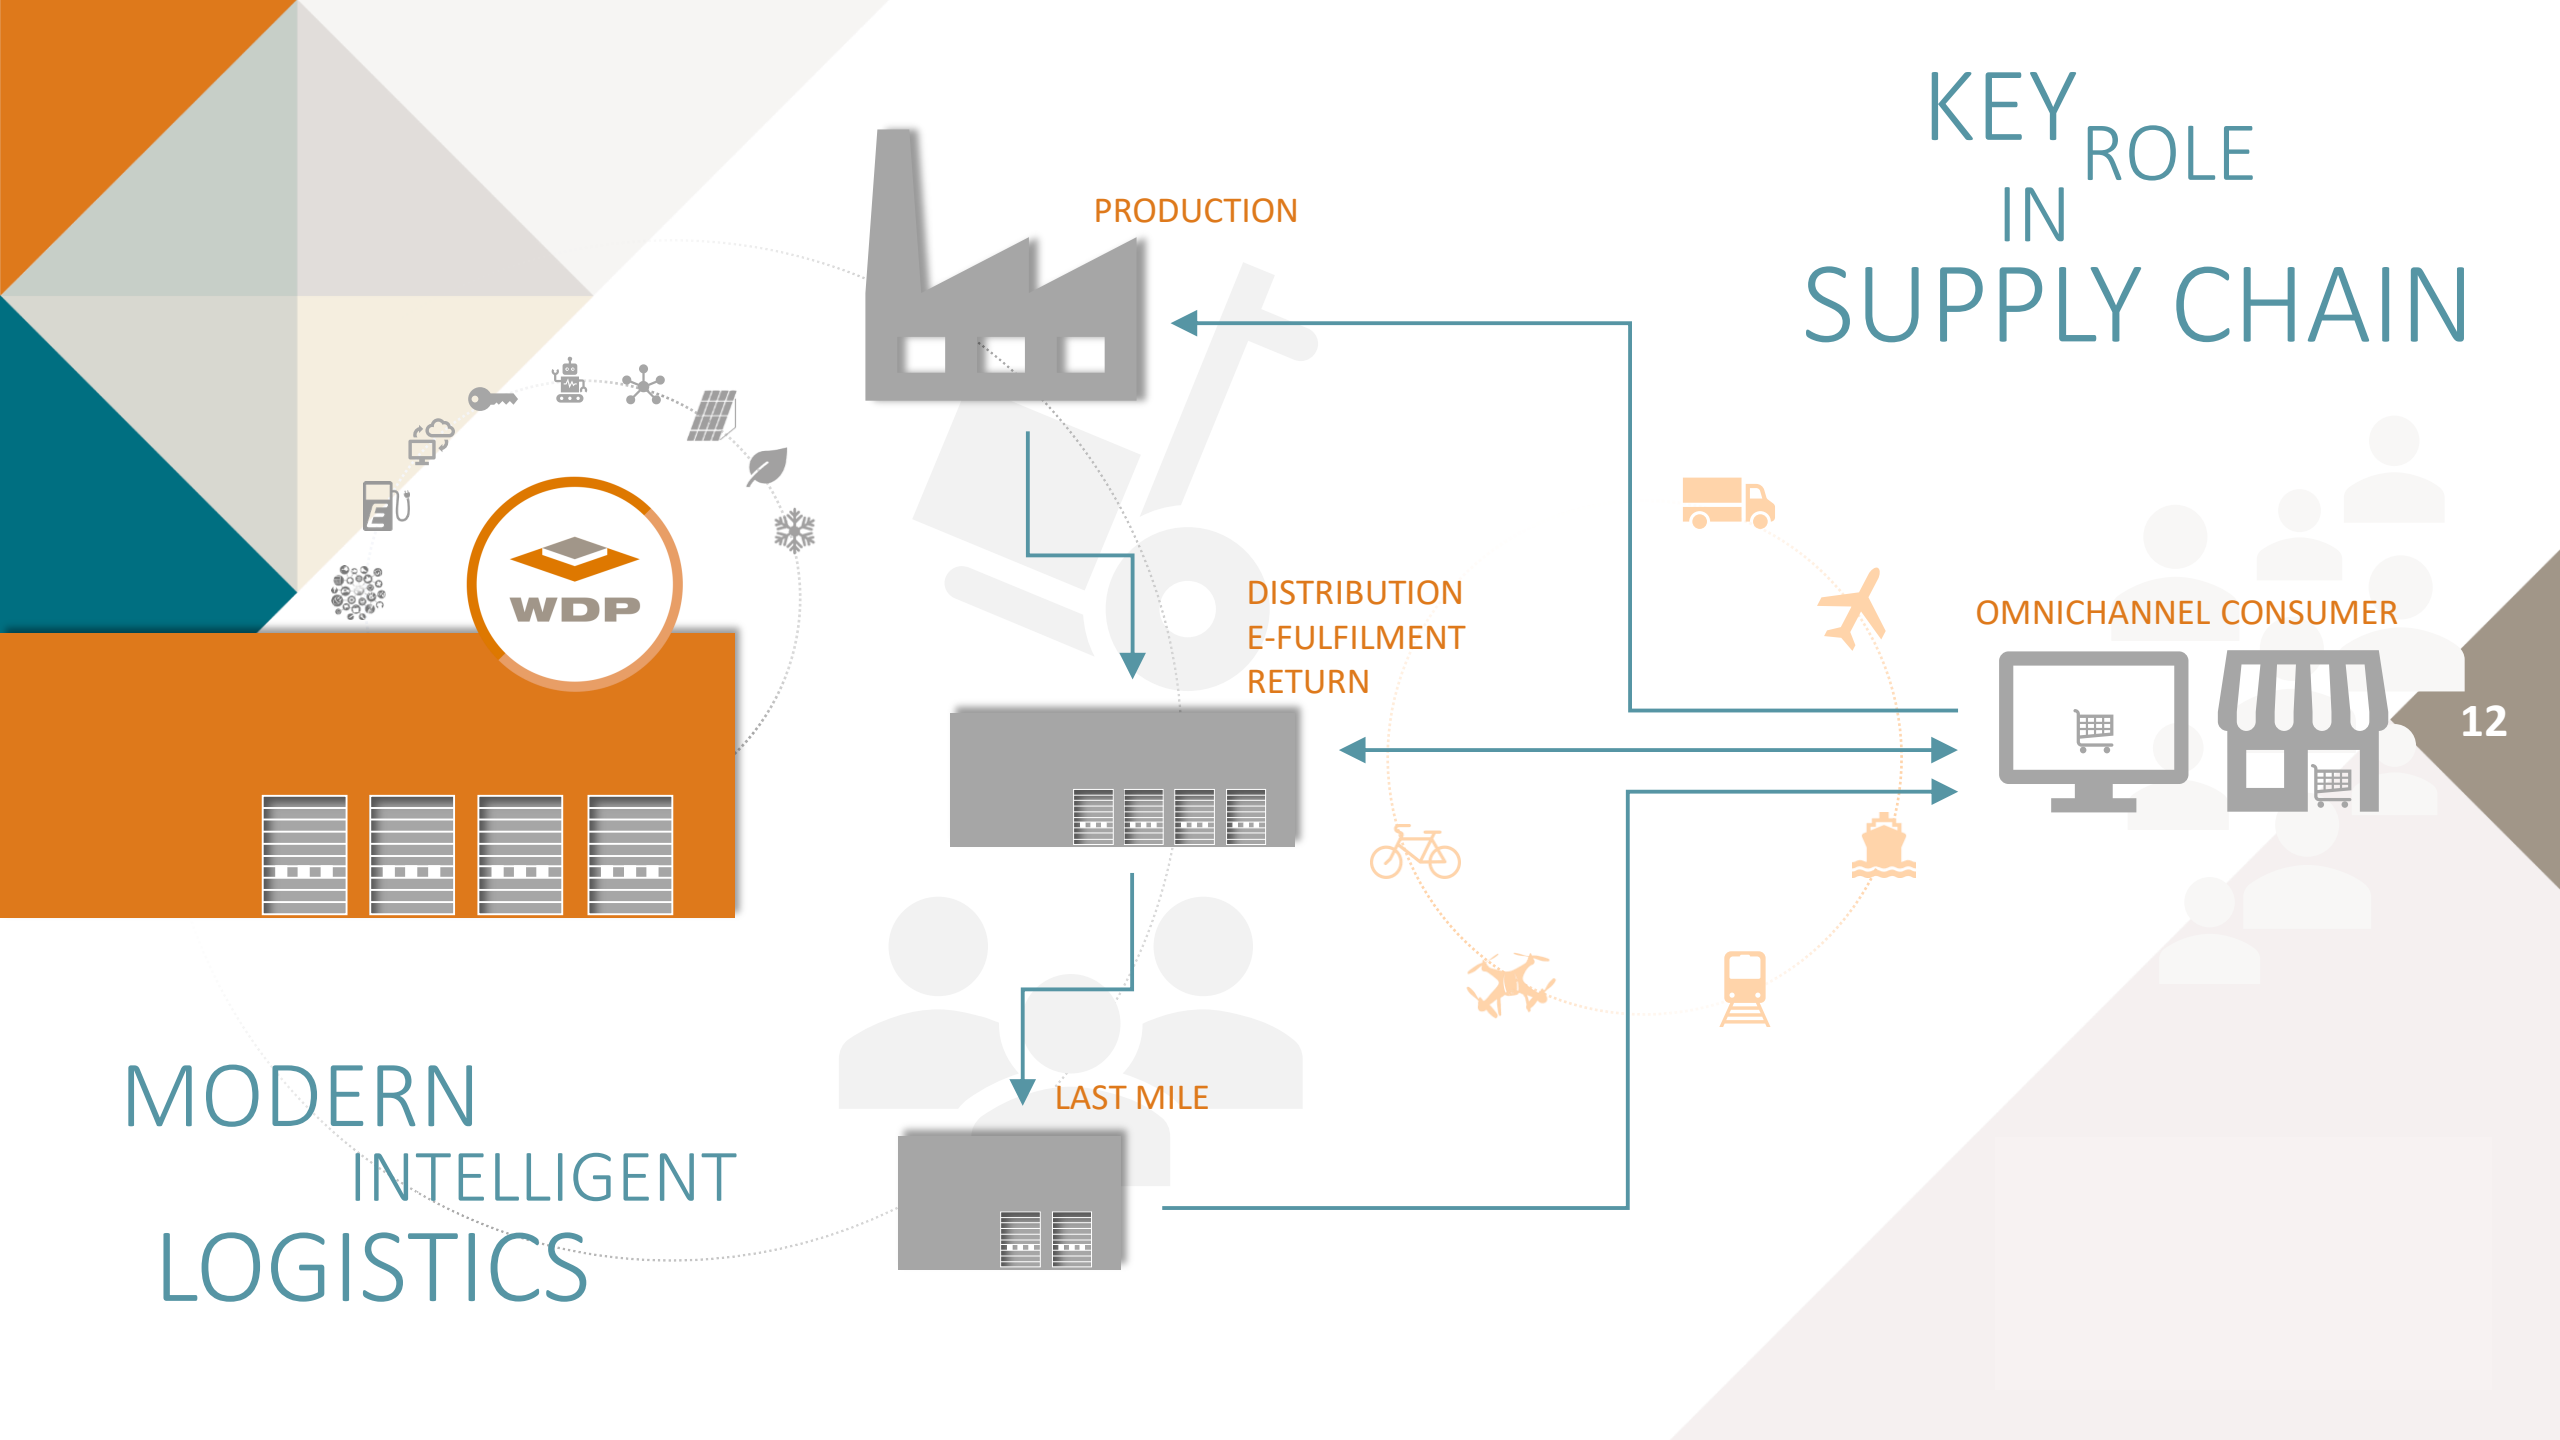 KEY
ROLE
IN
SUPPLY CHAIN
PRODUCTION
DISTRIBUTION
E-FULFILMENT
RETURN
OMNICHANNEL CONSUMER
E
WDP
12
LAST MILE
MODERN
INTELLIGENT
LOGISTICS